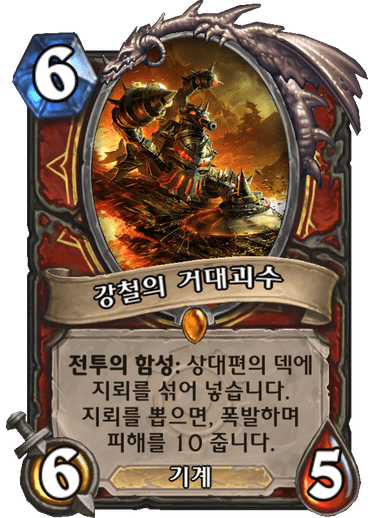 6
강철의 거대괴수
전투의 함성: 상대편의 덱에
지뢰를 섞어 넣습니다.
지뢰를 뽑으면, 폭발하며
피해를 10 줍니다.
6
기계
5